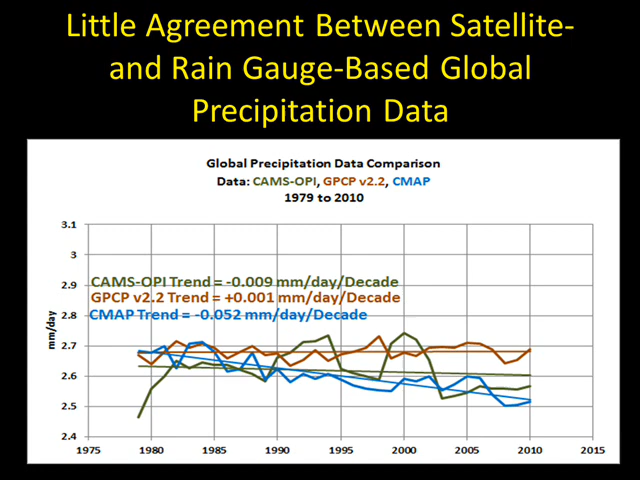 Little Agreement Between Satellite-
and Rain Gauge-Based Global
Precipitation Data
Global Precipitation Data Comparison
Data: CAMS-OPI, GPCP v2.2, CMAP
1979 to 2010
3.1
3
2.9
2.8
2.7
2.6
2.5
2.4
mm/day
CAMS-OPI Trend = -0.009 mm/day/Decade
GPCP v2.2 Trend = +0.001 mm/day/Decade
CMAP Trend = -0.052 mm/day/Decade
1975 1980 1985 1990 1995 2000 2005 2010 2015